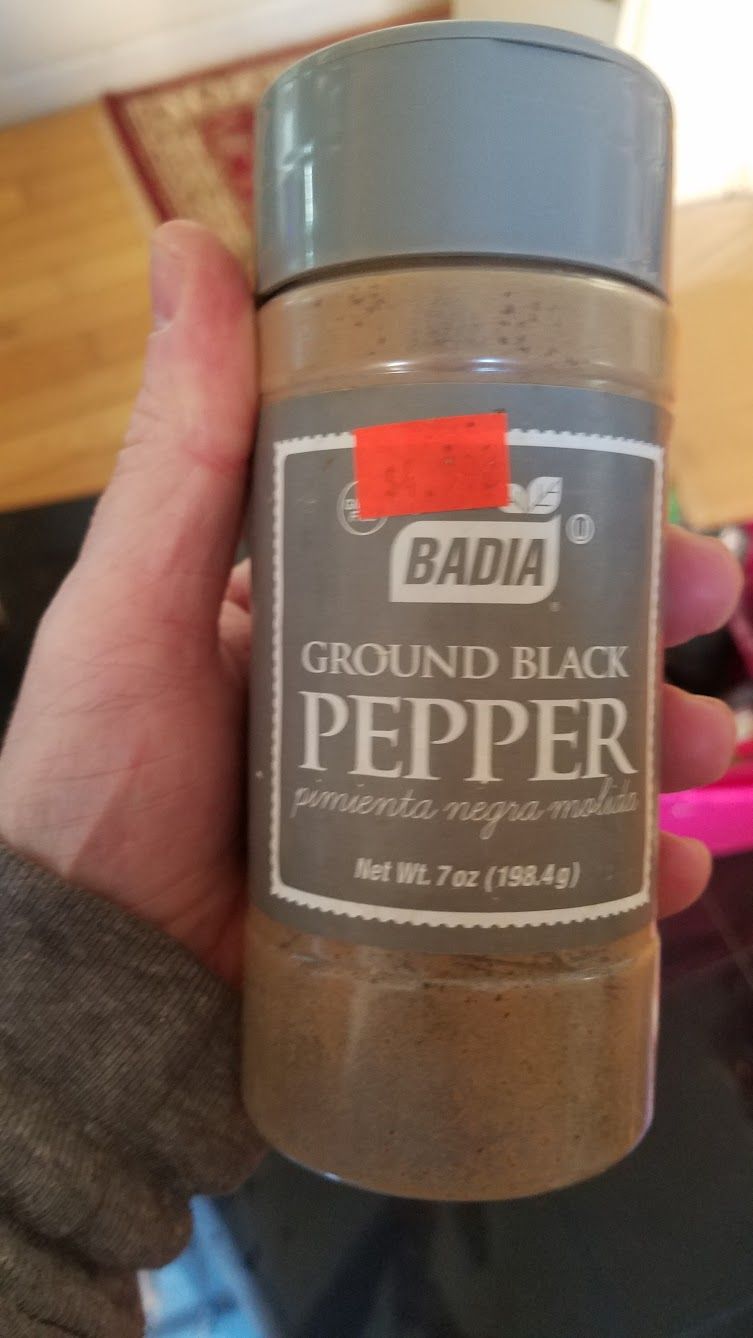 BADIA
GROUND BLACK
PEPPER
pimienta negra molida
Net Wt. 7 oz (198.4g)